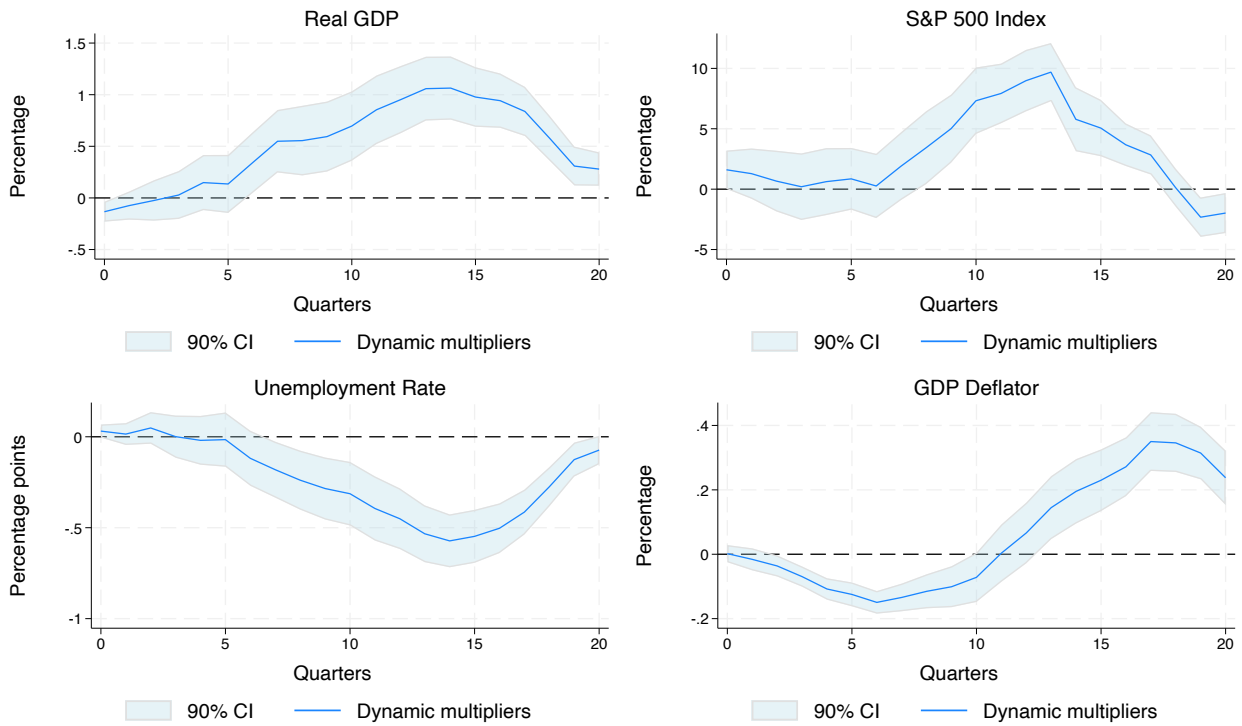 Real GDP
Percentage
1.5
1
.5
0
-.5
0 5 10 15 20
Quarters
90% CI Dynamic multipliers
S&P 500 Index
Percentage
10
5
0
-5
0 5 10 15 20
Quarters
90% CI Dynamic multipliers
Unemployment Rate
Percentage points
0
-.5
-1
0 5 10 15 20
Quarters
90% CI Dynamic multipliers
GDP Deflator
Percentage
.4
.2
0
-.2
0 5 10 15 20
Quarters
90% CI Dynamic multipliers